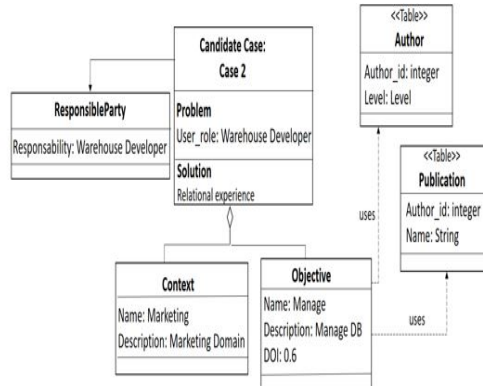 Candidate Case:
Case 2
Problem
User_role: Warehouse Developer
Solution
Relational experience
ResponsibleParty
Responsability: Warehouse Developer
<<Table>>
Author
Author_id: integer
Level: Level
<<Table>>
Publication
Author_id: integer
Name: String
uses
uses
Context
Name: Marketing
Description: Marketing Domain
Objective
Name: Manage
Description: Manage DB
DOI: 0.6